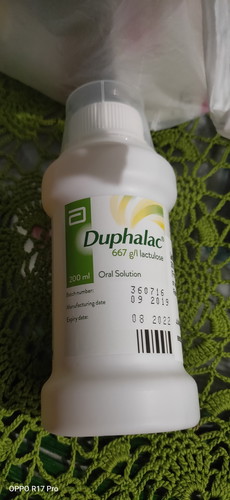 Duphalac®
667 g/l lactulose
200 ml
Oral Solution
Batch number: 360716
Manufacturing date 09 2019
Expiry date: 08 2022
OPPO R17 Pro